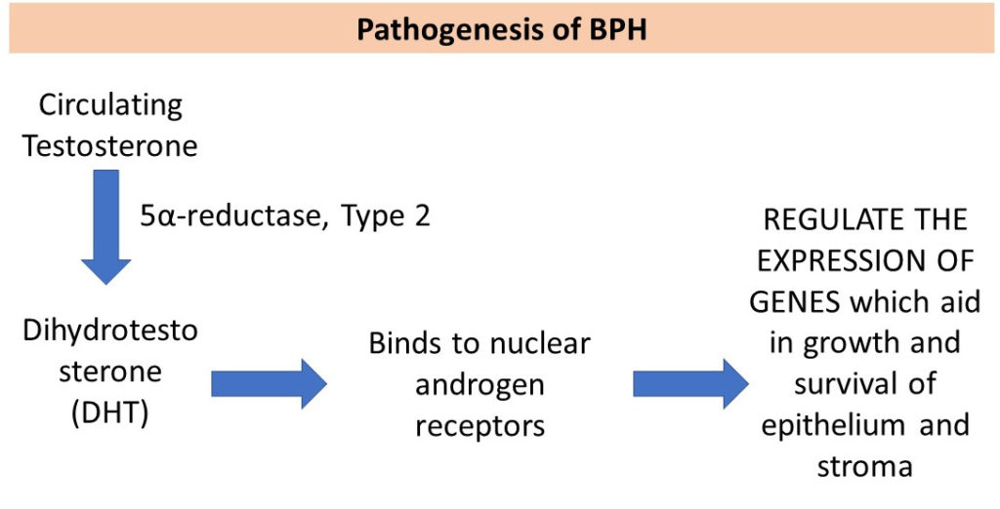 Pathogenesis of BPH
Circulating
Testosterone
5α-reductase, Type 2
Dihydrotesto
sterone
(DHT)
Binds to nuclear
androgen
receptors
REGULATE THE
EXPRESSION OF
GENES which aid
in growth and
survival of
epithelium and
stroma